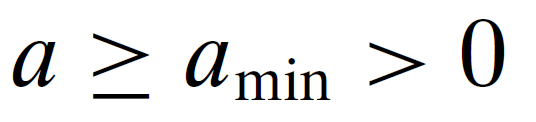 a ≥ a_min > 0